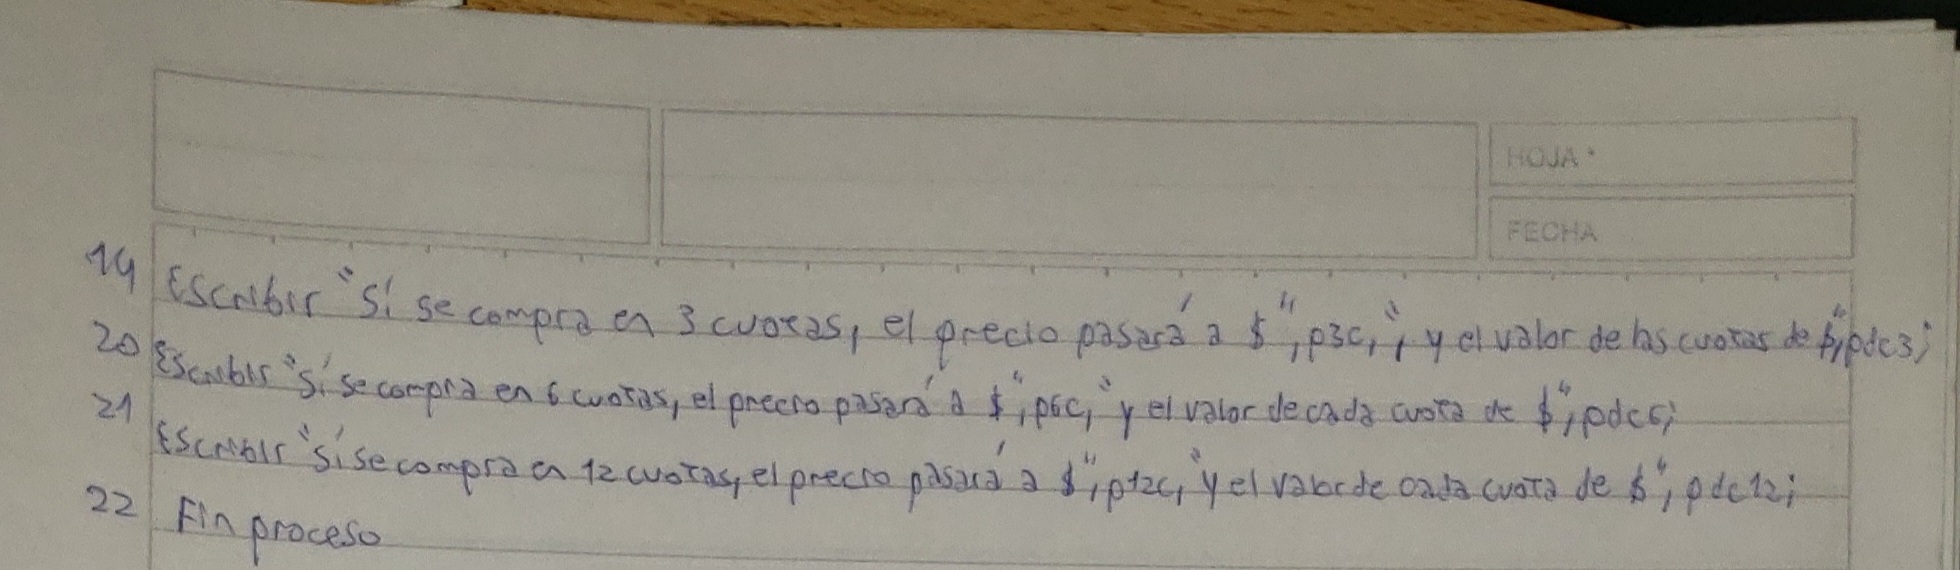 HOJA
FECHA
19 Escribir "Sí se compra en 3 cuotas, el precio pasará a $", p3c, ", y el valor de las cuotas de $", pdc3;
20 Escribir "Sí se compra en 6 cuotas, el precio pasará a $", p6c, " y el valor de cada cuota de $", pdc6;
21 Escribir "Sí se compra en 12 cuotas, el precio pasará a $", p12c, " y el valor de cada cuota de $", pdc12;
22 Fin proceso